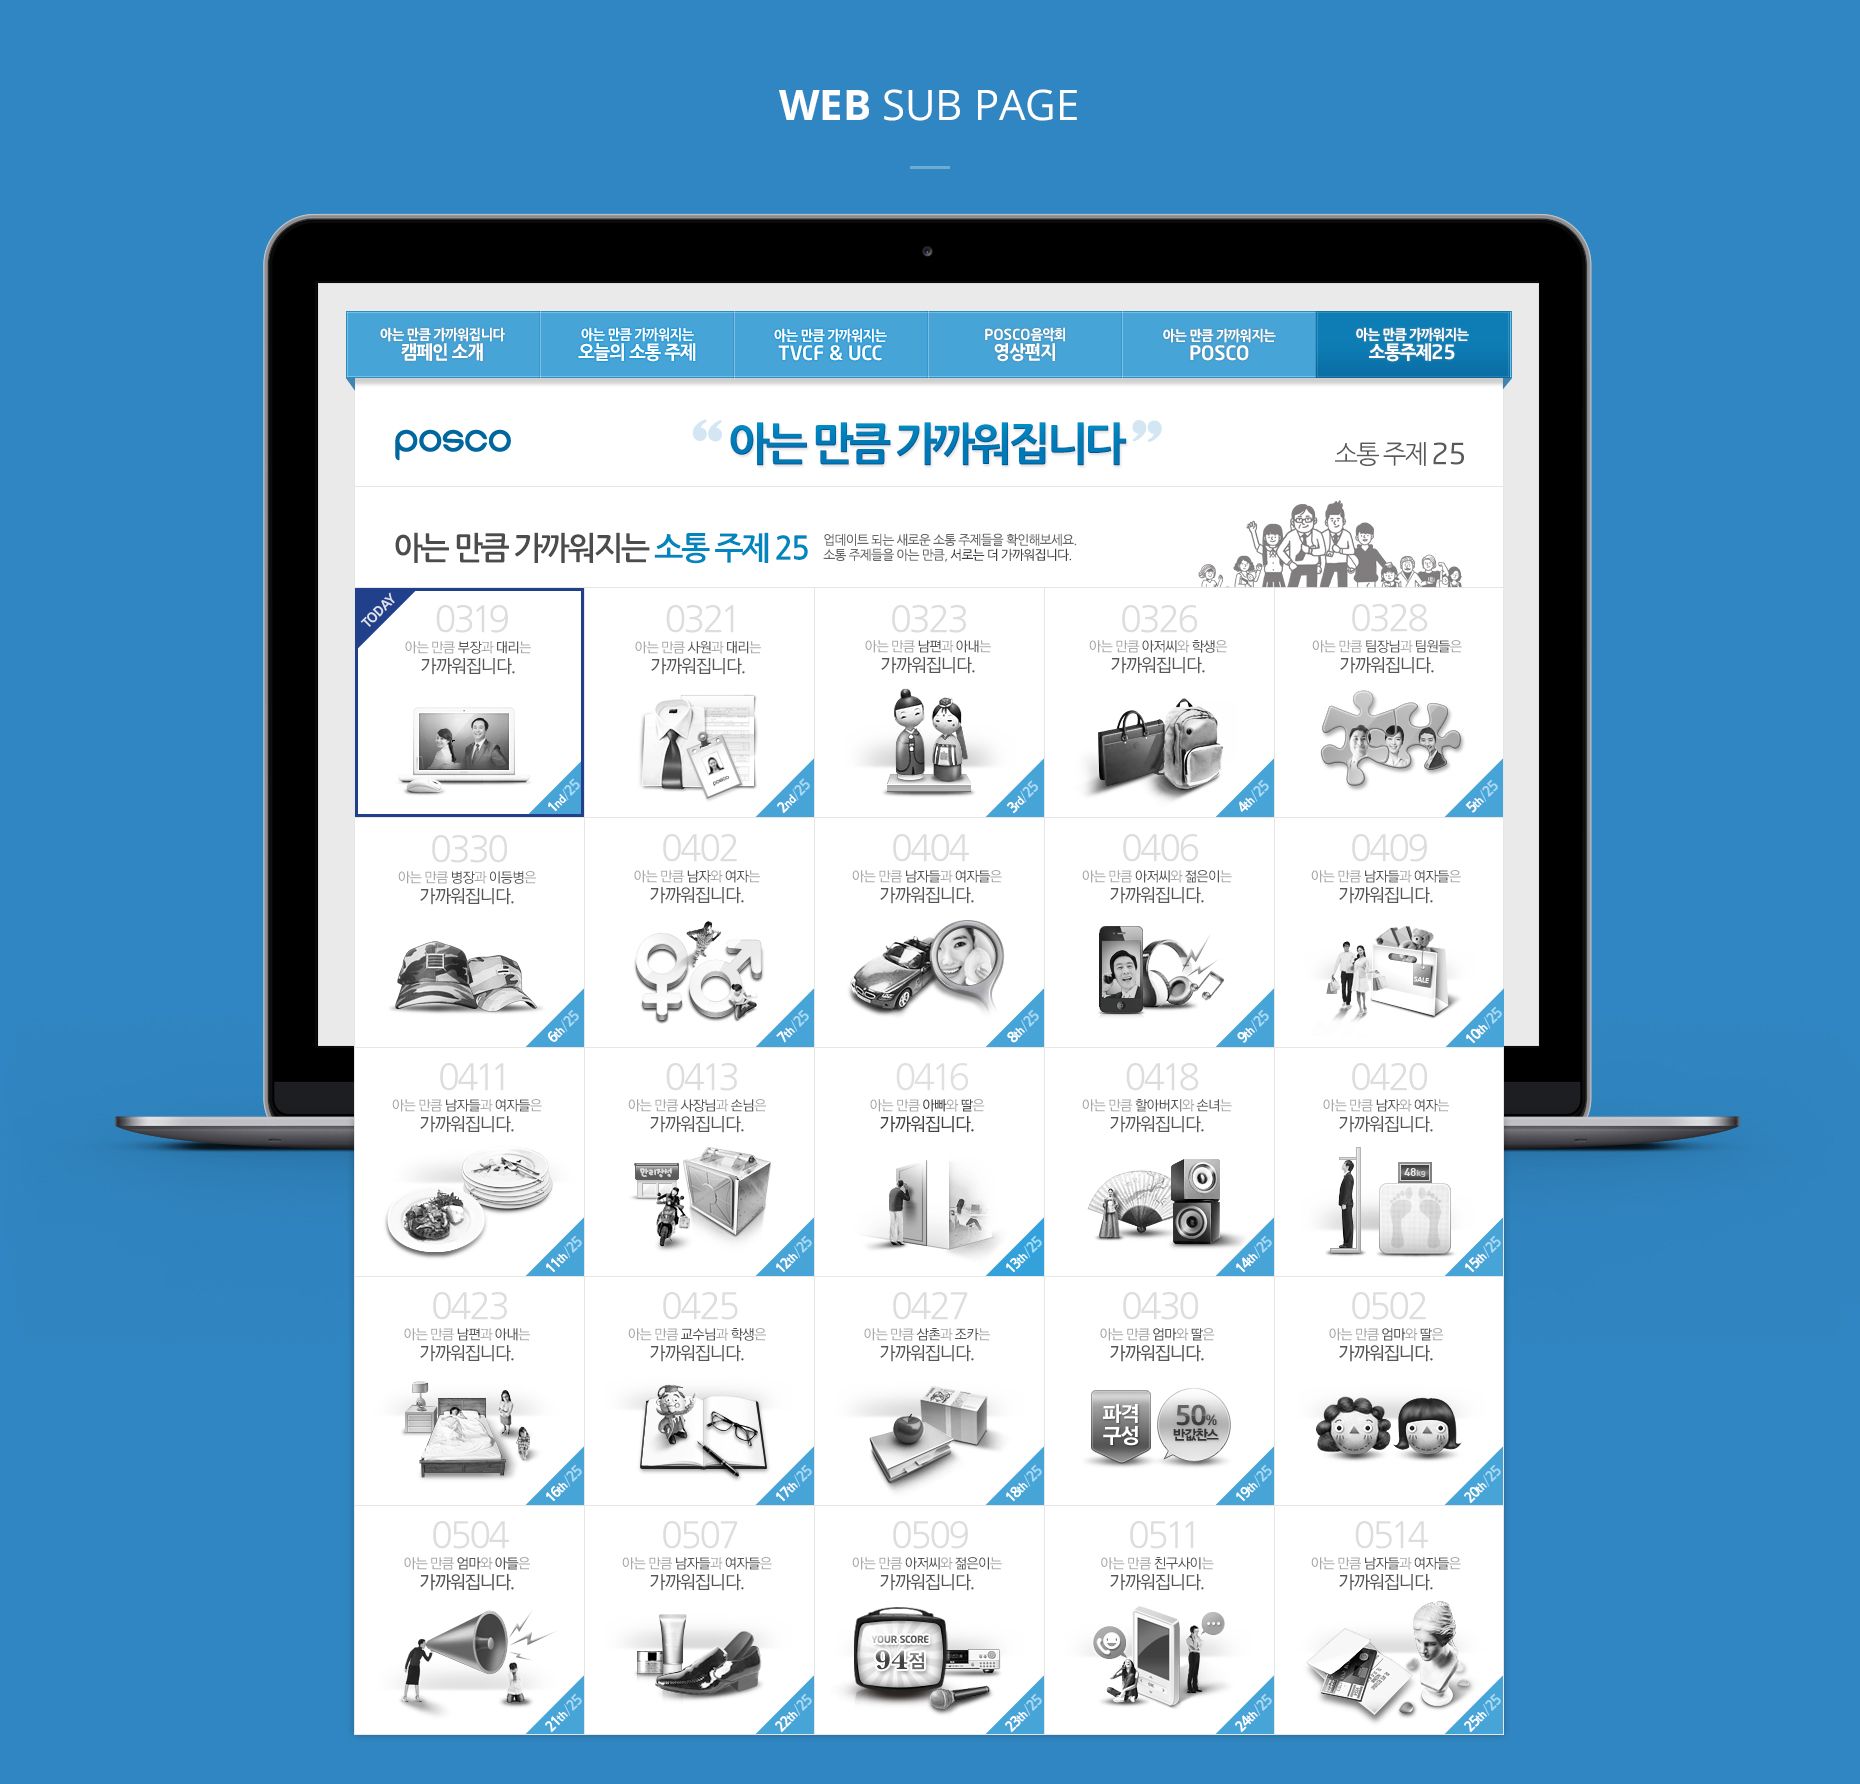 WEB SUB PAGE
아는 만큼 가까워집니다
캠페인 소개
아는 만큼 가까워지는
오늘의 소통 주제
아는 만큼 가까워지는
TVCF & UCC
POSCO음악회
영상편지
아는 만큼 가까워지는
POSCO
아는 만큼 가까워지는
소통주제25
posco
“아는 만큼 가까워집니다”
소통 주제 25
아는 만큼 가까워지는 소통 주제 25
업데이트 되는 새로운 소통 주제들을 확인해보세요.
소통 주제들을 아는 만큼, 서로는 더 가까워집니다.
TODAY
0319
아는 만큼 부장과 대리는
가까워집니다.
1nd/25
0321
아는 만큼 사원과 대리는
가까워집니다.
posco
2nd/25
0323
아는 만큼 남편과 아내는
가까워집니다.
3rd/25
0326
아는 만큼 아저씨와 학생은
가까워집니다.
4th/25
0328
아는 만큼 팀장님과 팀원들은
가까워집니다.
5th/25
0330
아는 만큼 병장과 이등병은
가까워집니다.
6th/25
0402
아는 만큼 남자와 여자는
가까워집니다.
7th/25
0404
아는 만큼 남자들과 여자들은
가까워집니다.
8th/25
0406
아는 만큼 아저씨와 젊은이는
가까워집니다.
9th/25
0409
아는 만큼 남자들과 여자들은
가까워집니다.
SALE
10th/25
0411
아는 만큼 남자들과 여자들은
가까워집니다.
11th/25
0413
아는 만큼 사장님과 손님은
가까워집니다.
만리장성
12th/25
0416
아는 만큼 아빠와 딸은
가까워집니다.
13th/25
0418
아는 만큼 할아버지와 손녀는
가까워집니다.
14th/25
0420
아는 만큼 남자와 여자는
가까워집니다.
48kg
15th/25
0423
아는 만큼 남편과 아내는
가까워집니다.
16th/25
0425
아는 만큼 교수님과 학생은
가까워집니다.
17th/25
0427
아는 만큼 삼촌과 조카는
가까워집니다.
18th/25
0430
아는 만큼 엄마와 딸은
가까워집니다.
파격
구성
50%
반값찬스
19th/25
0502
아는 만큼 엄마와 딸은
가까워집니다.
20th/25
0504
아는 만큼 엄마와 아들은
가까워집니다.
21th/25
0507
아는 만큼 남자들과 여자들은
가까워집니다.
22th/25
0509
아는 만큼 아저씨와 젊은이는
가까워집니다.
YOUR SCORE
94점
23th/25
0511
아는 만큼 친구사이는
가까워집니다.
24th/25
0514
아는 만큼 남자들과 여자들은
가까워집니다.
25th/25